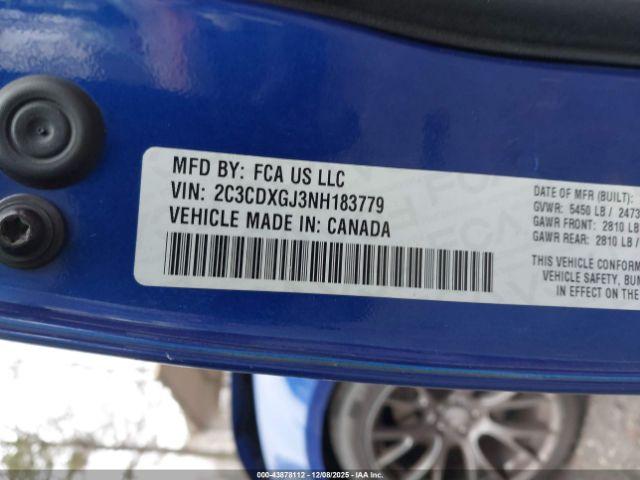 MFD BY: FCA US LLC
VIN: 2C3CDXGJ3NH183779
VEHICLE MADE IN: CANADA
DATE OF MFR (BUILT):
GVWR: 5450 LB / 2473
GAWR FRONT: 2810 LB
GAWR REAR: 2810 LB /
THIS VEHICLE CONFORM
VEHICLE SAFETY, BUM
IN EFFECT ON THE
000-43878112 | 12/08/2025 - IAAI.COM